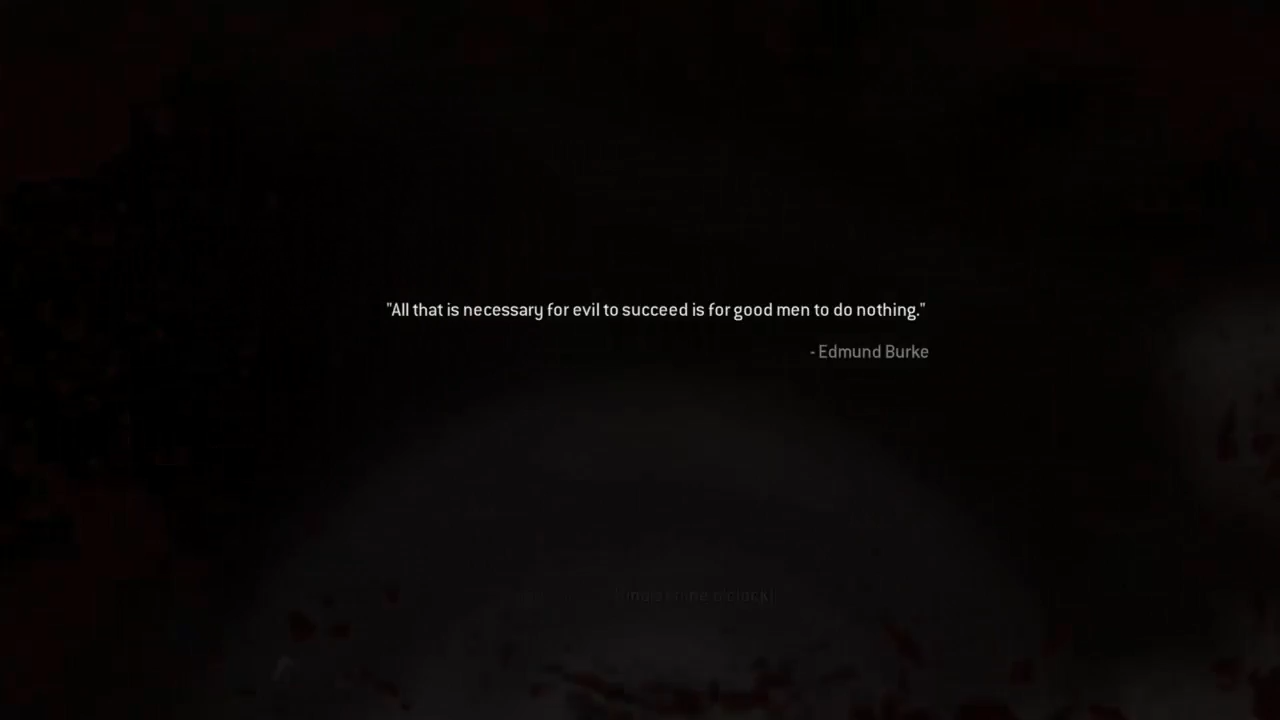 "All that is necessary for evil to succeed is for good men to do nothing."
- Edmund Burke